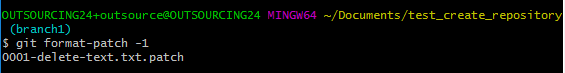 OUTSOURCING24+outsource@OUTSOURCING24 MINGW64 ~/Documents/test_create_repository
(branch1)
$ git format-patch -1
0001-delete-text.txt.patch